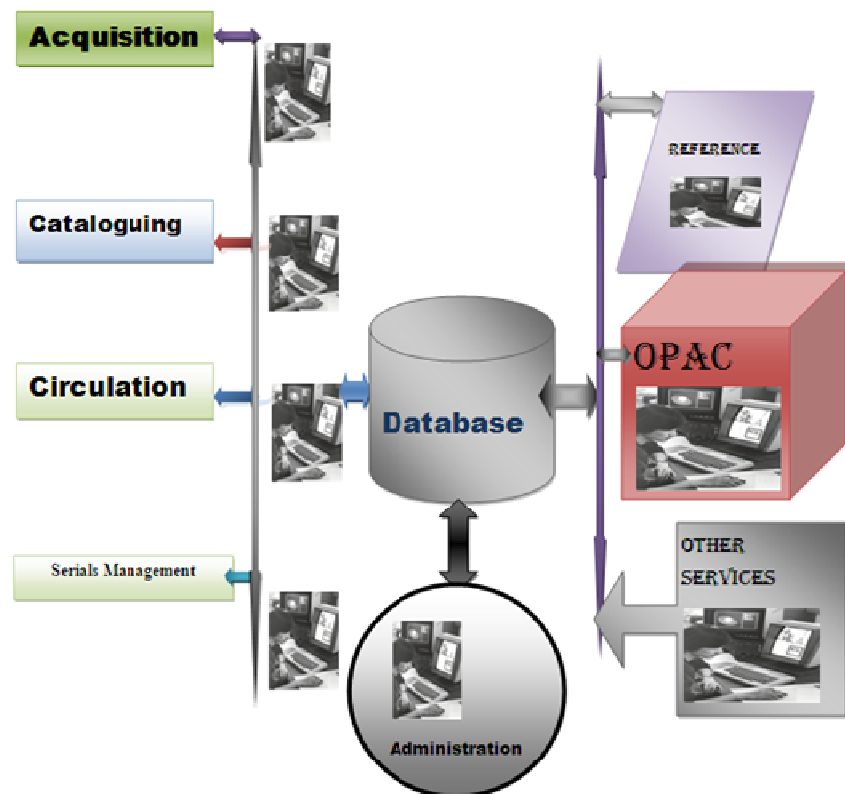 Acquisition
Cataloguing
Circulation
Serials Management
Database
Administration
REFERENCE
OPAC
OTHER
SERVICES